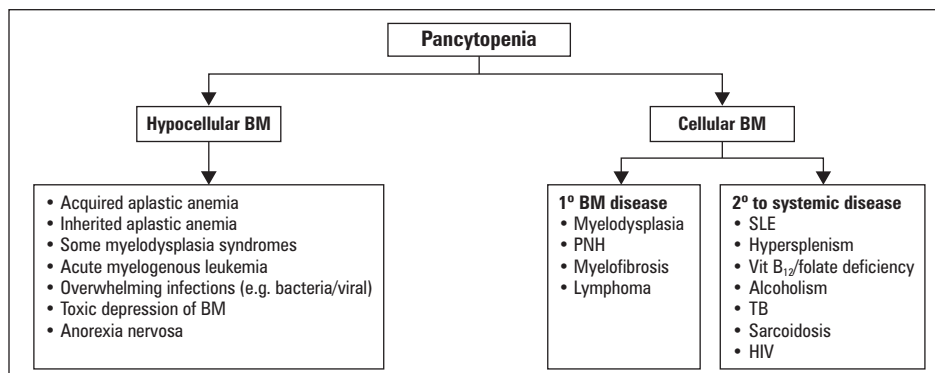 Pancytopenia
Hypocellular BM
Cellular BM
• Acquired aplastic anemia
• Inherited aplastic anemia
• Some myelodysplasia syndromes
• Acute myelogenous leukemia
• Overwhelming infections (e.g. bacteria/viral)
• Toxic depression of BM
• Anorexia nervosa
1º BM disease
• Myelodysplasia
• PNH
• Myelofibrosis
• Lymphoma
2º to systemic disease
• SLE
• Hypersplenism
• Vit B₁₂/folate deficiency
• Alcoholism
• TB
• Sarcoidosis
• HIV